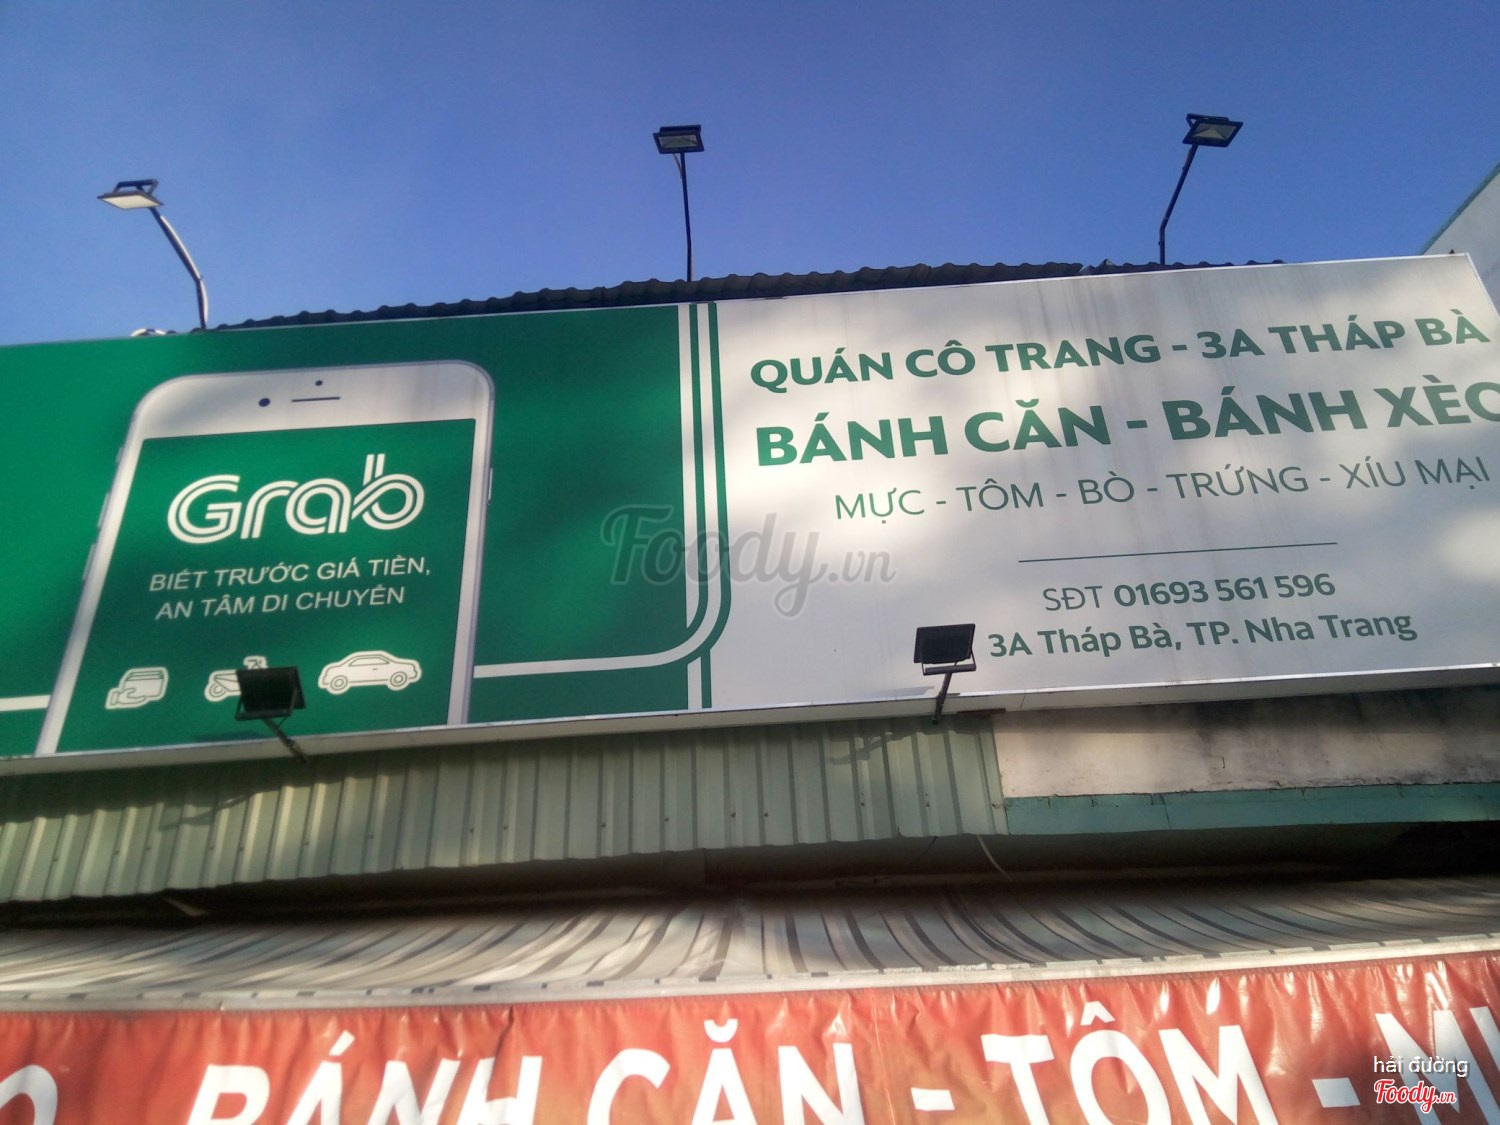 Grab
BIẾT TRƯỚC GIÁ TIỀN,
AN TÂM DI CHUYỂN
QUÁN CÔ TRANG - 3A THÁP BÀ
BÁNH CĂN - BÁNH XÈO
MỰC - TÔM - BÒ - TRỨNG - XÍU MẠI
SĐT 01693 561 596
3A Tháp Bà, TP. Nha Trang
Foody.vn
BÁNH CĂN - TÔM -
hải đường
Foody.vn